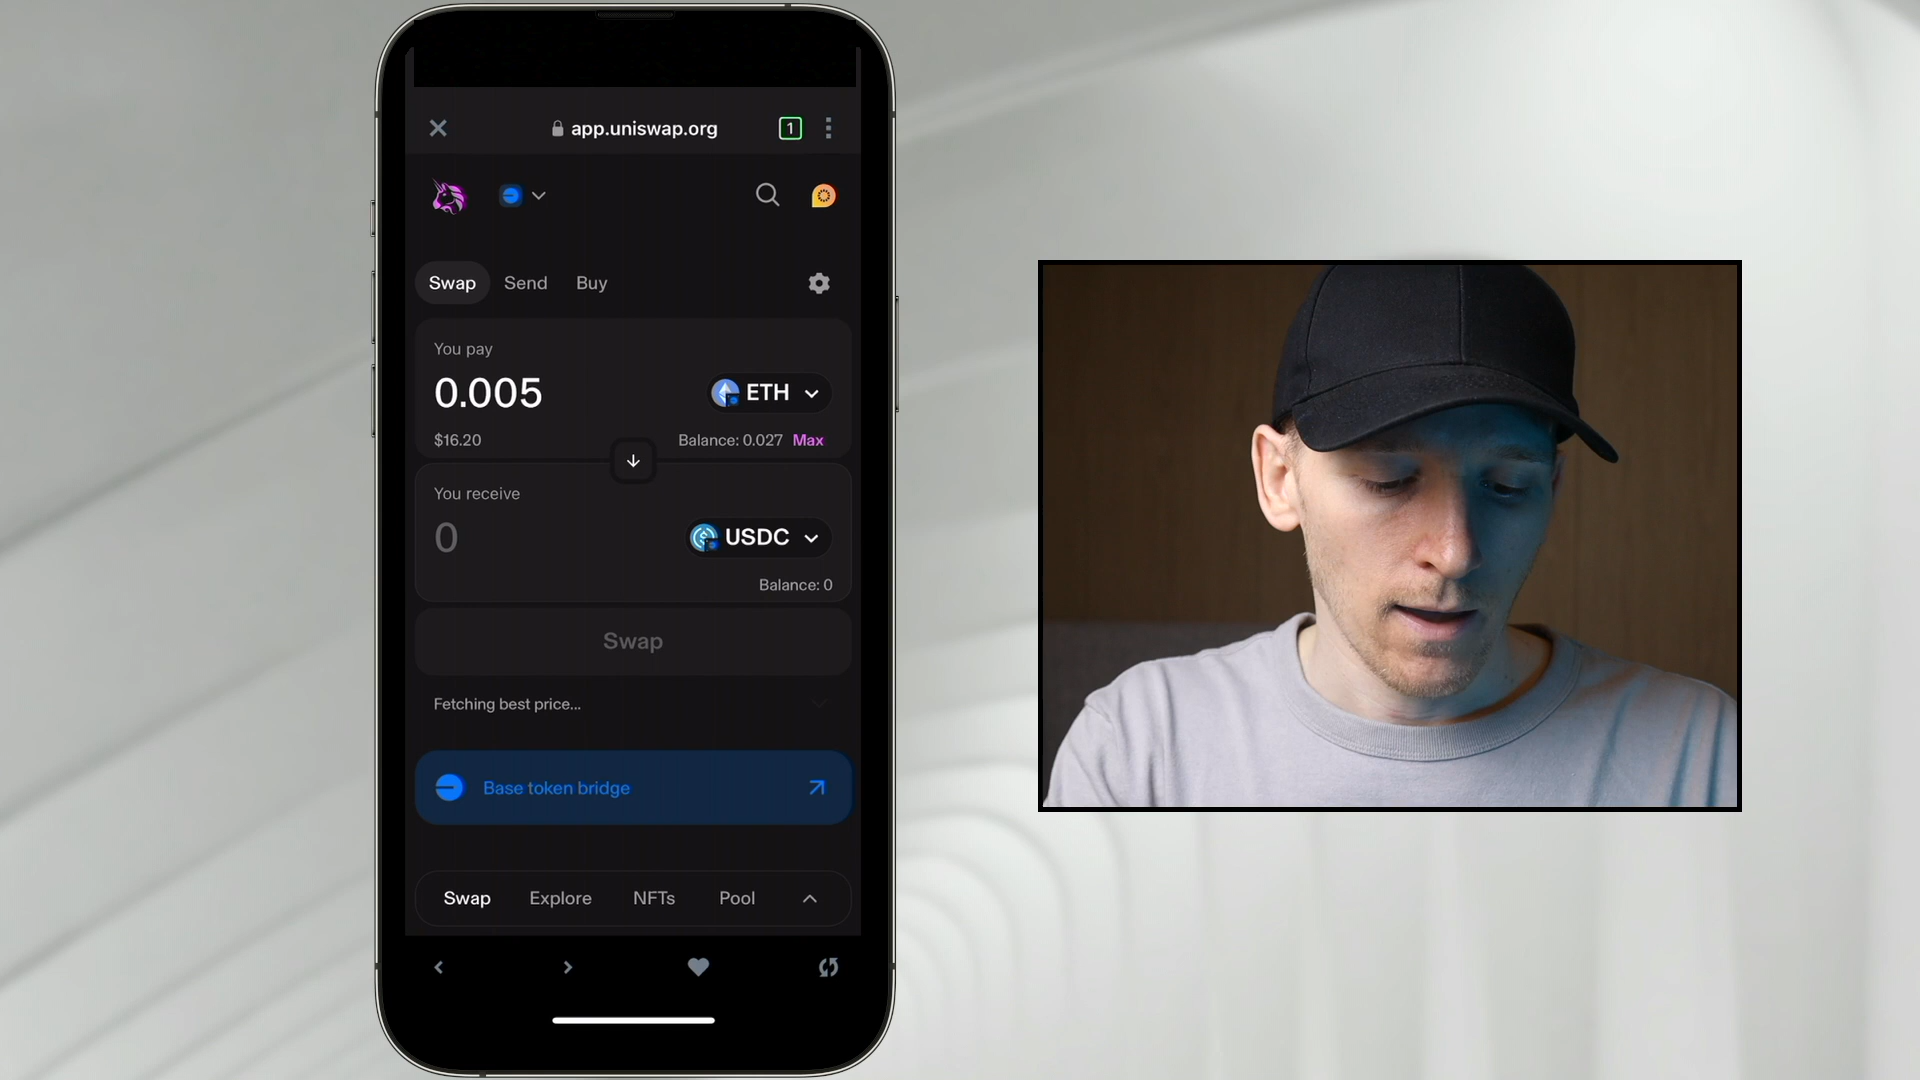 app.uniswap.org
1
Swap Send Buy
You pay
0.005 ETH
$16.20 Balance: 0.027 Max
You receive
0 USDC
Balance: 0
Swap
Fetching best price...
Base token bridge
Swap Explore NFTs Pool